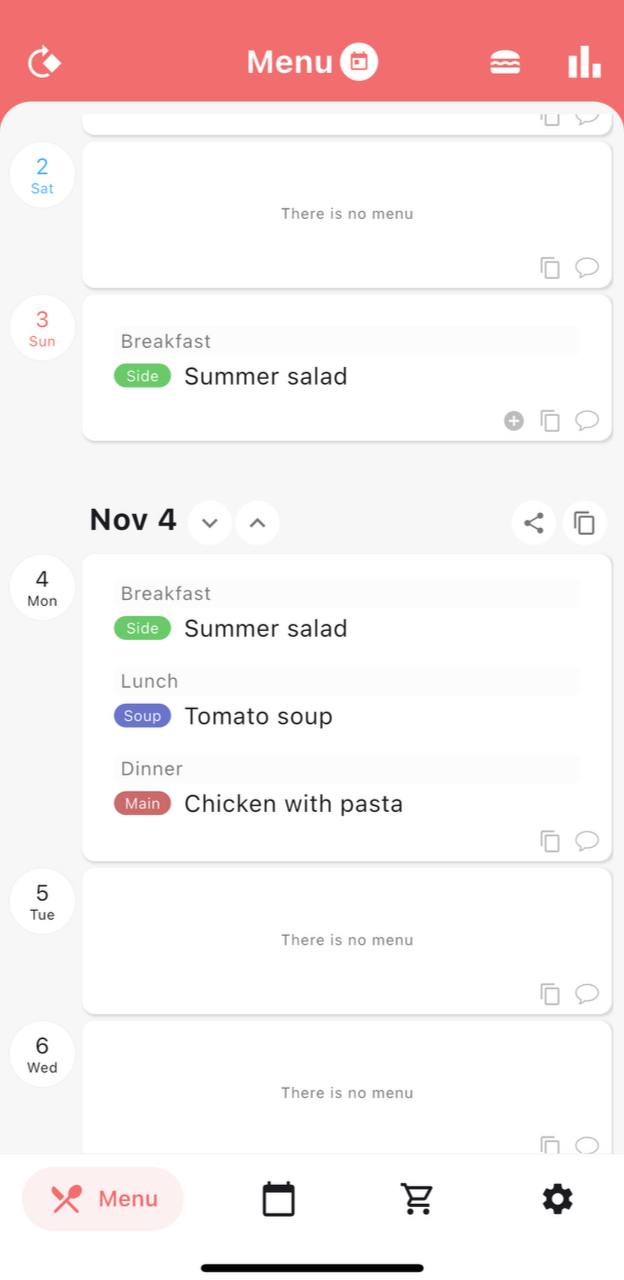 Menu
2
Sat
There is no menu
3
Sun
Breakfast
Side Summer salad
Nov 4
4
Mon
Breakfast
Side Summer salad
Lunch
Soup Tomato soup
Dinner
Main Chicken with pasta
5
Tue
There is no menu
6
Wed
There is no menu
Menu